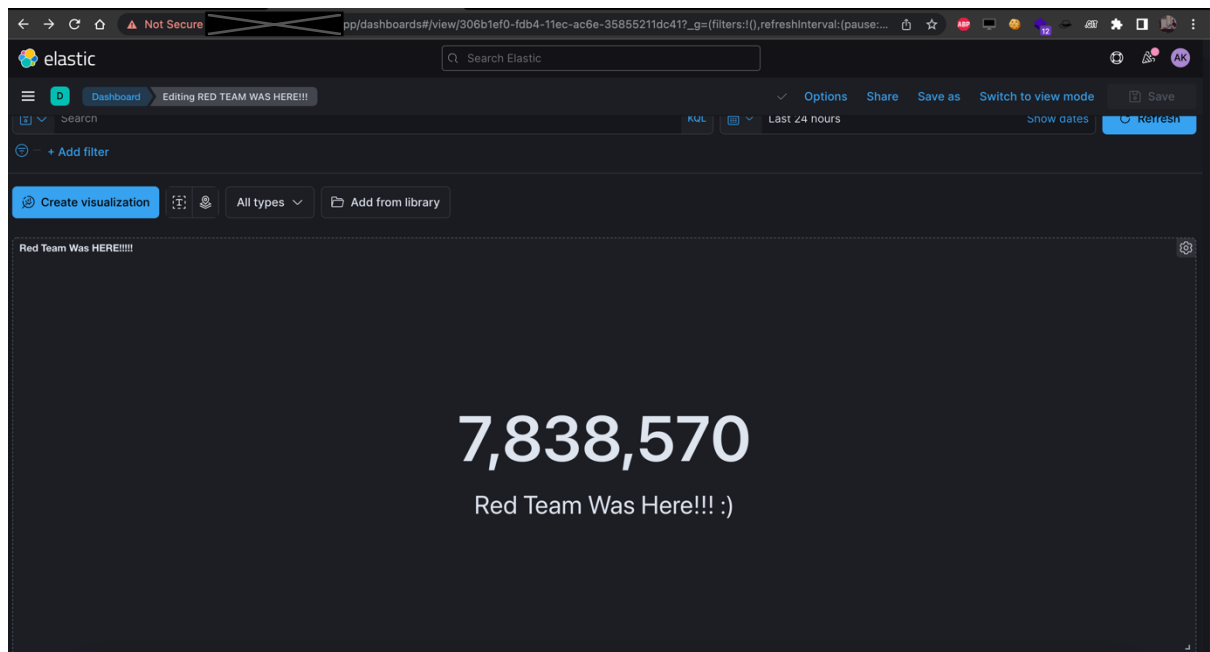 Not Secure pp/dashboards#/view/306b1ef0-fdb4-11ec-ac6e-35855211dc41?_g=(filters:!(),refreshInterval:(pause:... ABP 12
elastic Search Elastic AK
D Dashboard Editing RED TEAM WAS HERE!!! Options Share Save as Switch to view mode Save
Search KQL Last 24 hours Show dates Refresh
+ Add filter
Create visualization T All types Add from library
Red Team Was HERE!!!!!
7,838,570
Red Team Was Here!!! :)